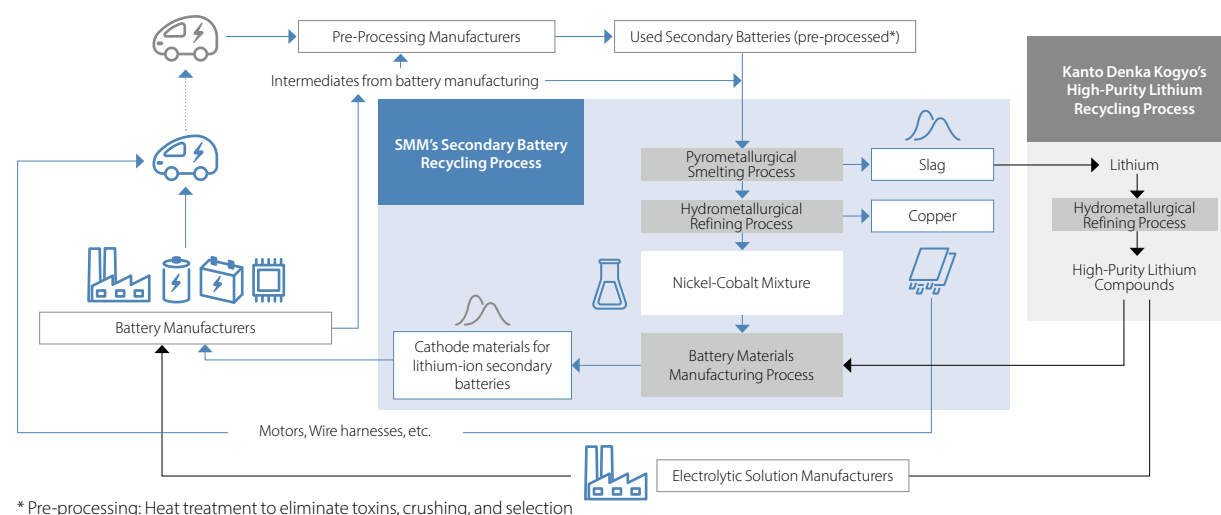 Pre-Processing Manufacturers
Used Secondary Batteries (pre-processed*)
Intermediates from battery manufacturing
Kanto Denka Kogyo's
High-Purity Lithium
Recycling Process
SMM's Secondary Battery
Recycling Process
Pyrometallurgical
Smelting Process
Slag
Lithium
Hydrometallurgical
Refining Process
Copper
Hydrometallurgical
Refining Process
Nickel-Cobalt Mixture
High-Purity Lithium
Compounds
Battery Manufacturers
Cathode materials for
lithium-ion secondary
batteries
Battery Materials
Manufacturing Process
Motors, Wire harnesses, etc.
Electrolytic Solution Manufacturers
* Pre-processing: Heat treatment to eliminate toxins, crushing, and selection